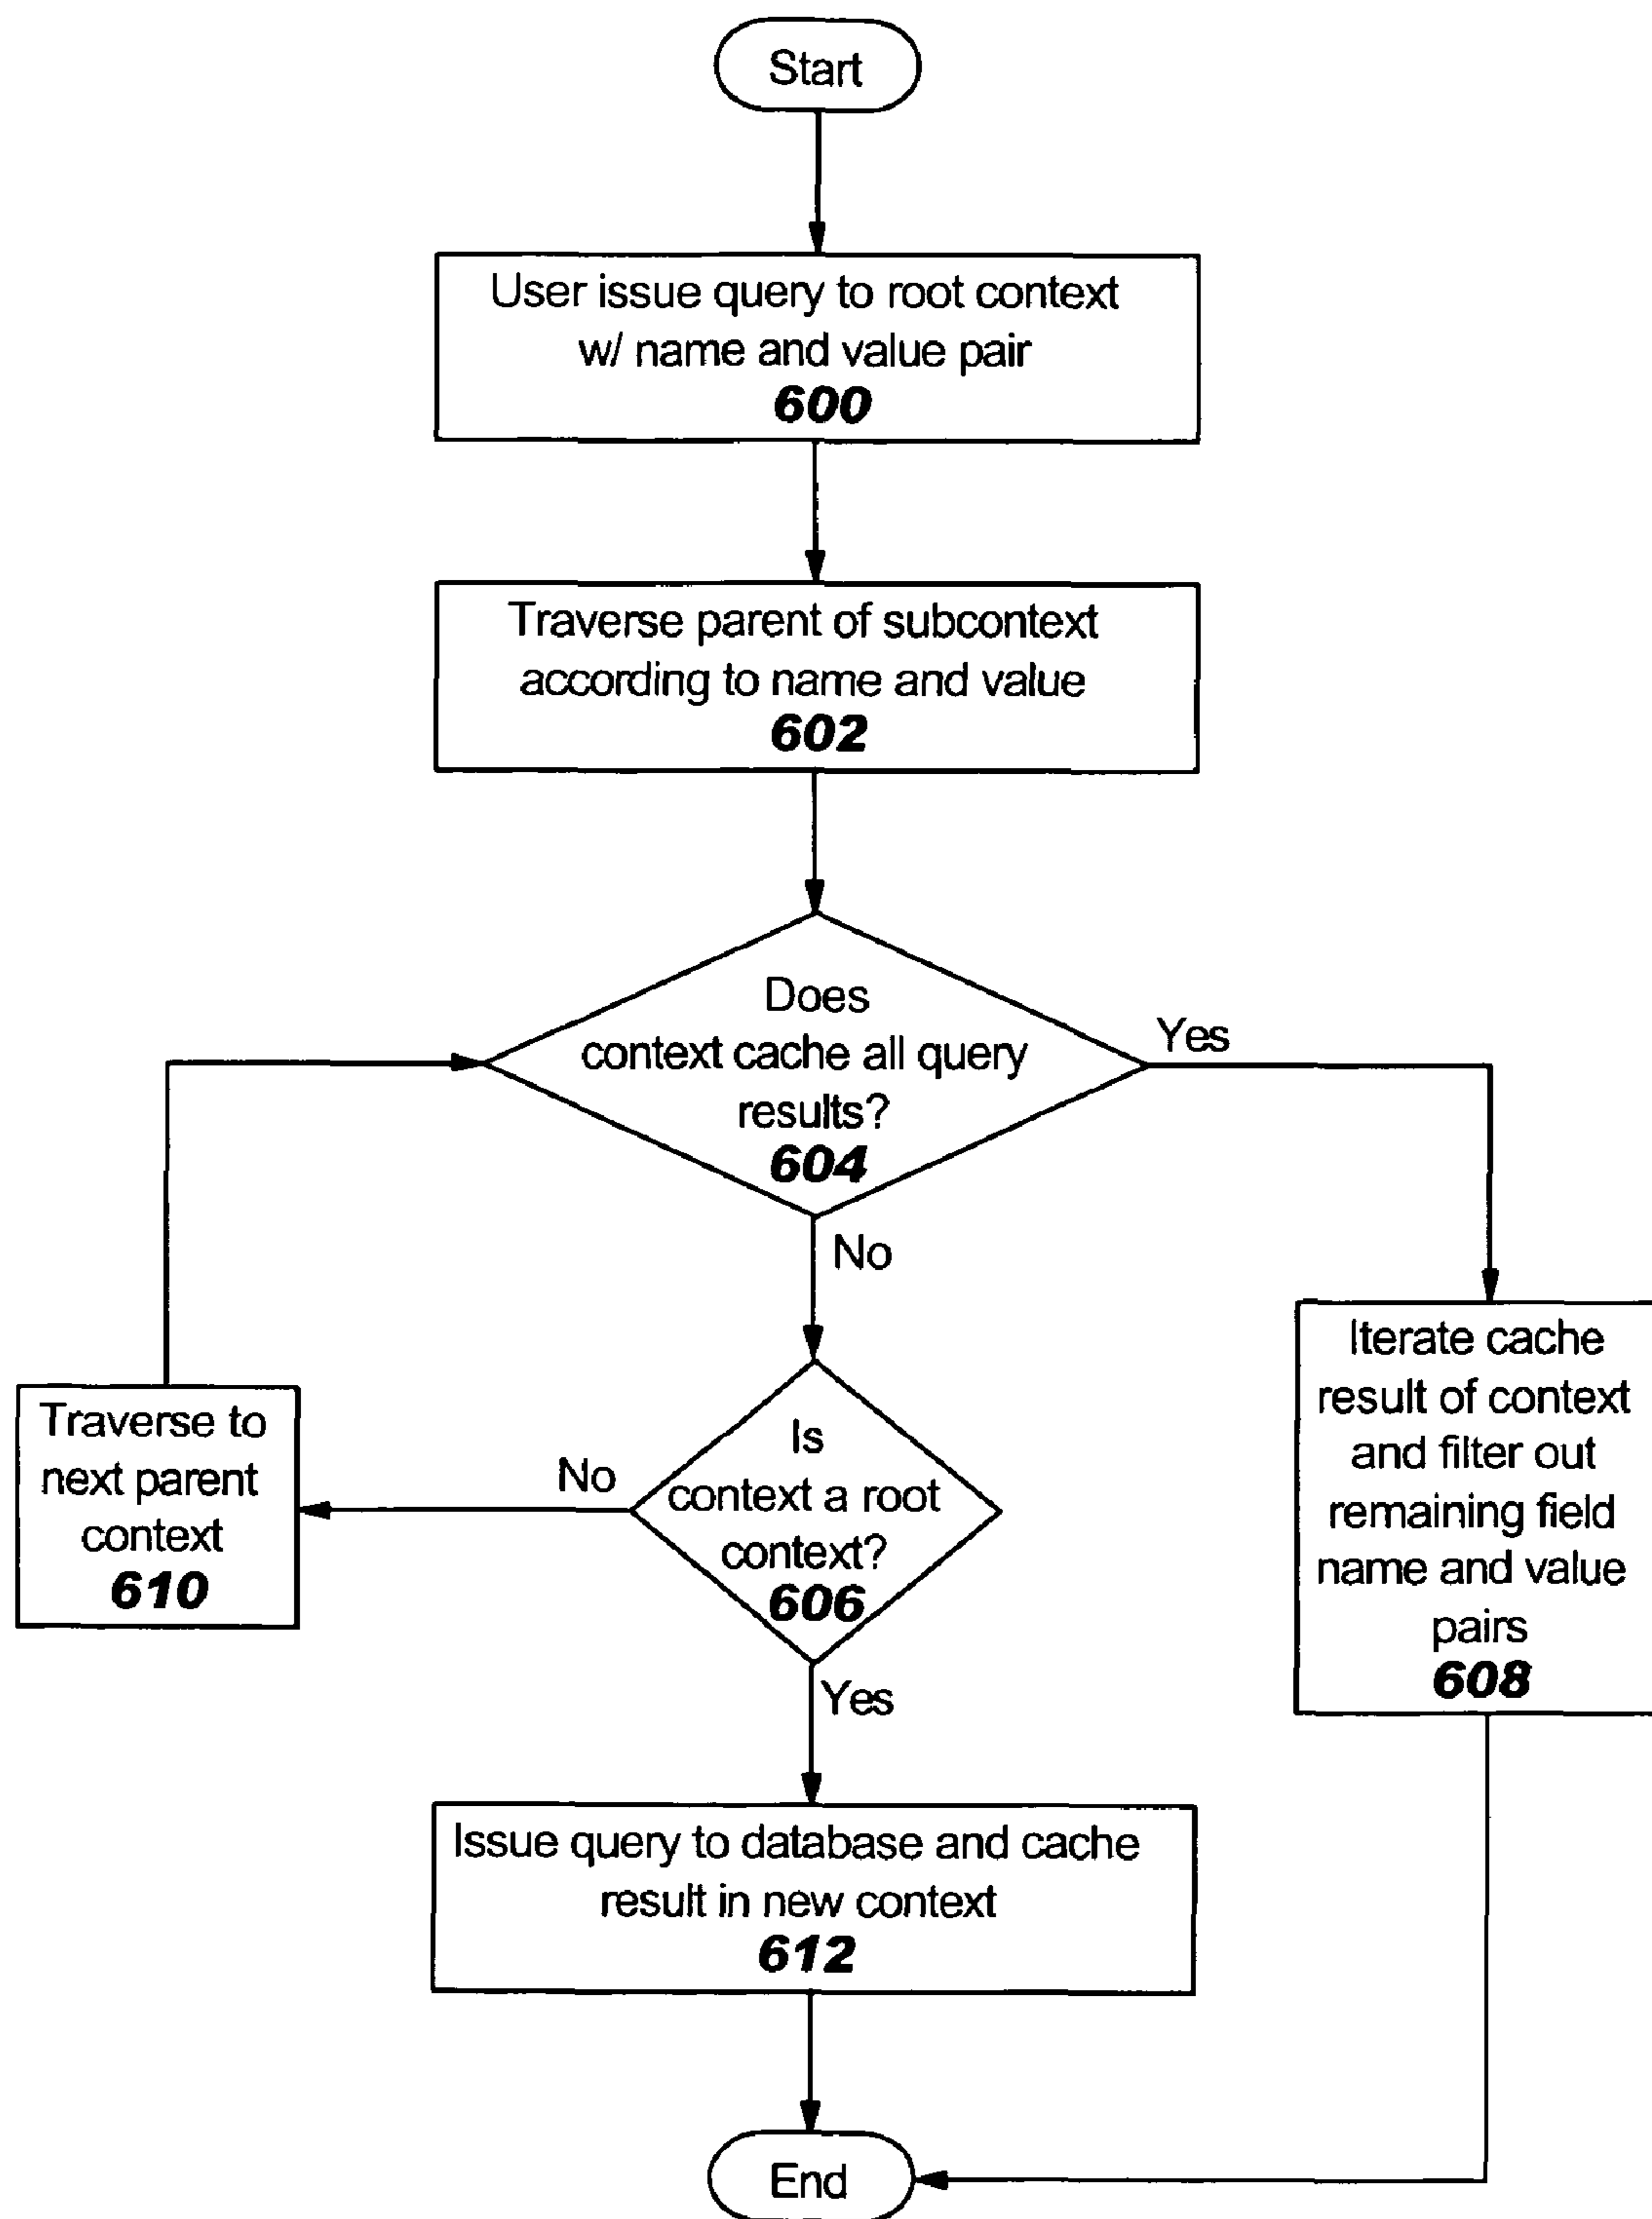 Start
User issue query to root context
w/ name and value pair
600
Traverse parent of subcontext
according to name and value
602
Does
context cache all query
results?
604
Yes
No
Is
context a root
context?
606
No
Yes
Traverse to
next parent
context
610
Iterate cache
result of context
and filter out
remaining field
name and value
pairs
608
Issue query to database and cache
result in new context
612
End